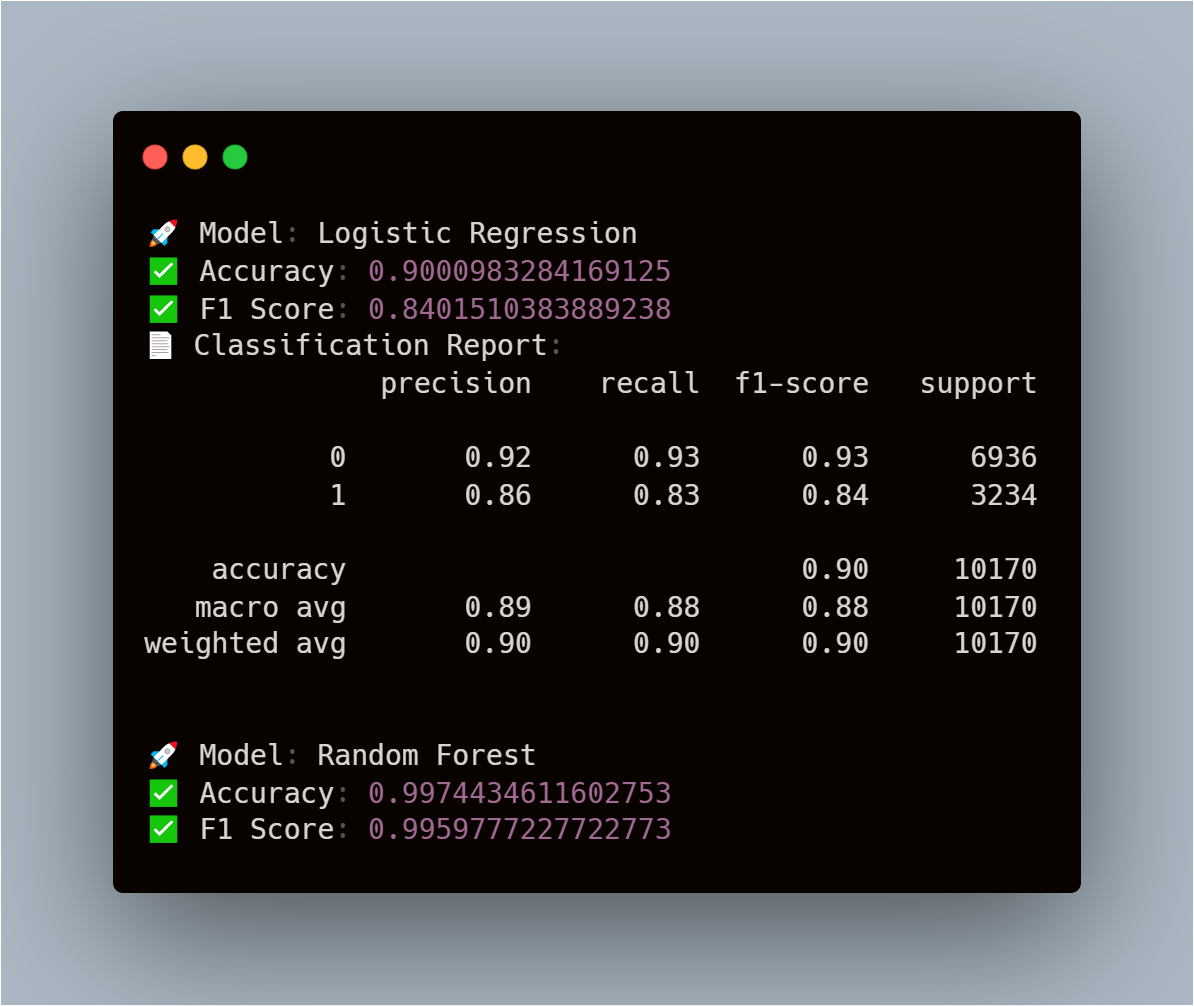 🚀 Model: Logistic Regression
✅ Accuracy: 0.9000983284169125
✅ F1 Score: 0.8401510383889238
📄 Classification Report:
              precision    recall  f1-score   support

           0       0.92      0.93      0.93      6936
           1       0.86      0.83      0.84      3234

    accuracy                           0.90     10170
   macro avg       0.89      0.88      0.88     10170
weighted avg       0.90      0.90      0.90     10170

🚀 Model: Random Forest
✅ Accuracy: 0.9974434611602753
✅ F1 Score: 0.9959777227722773